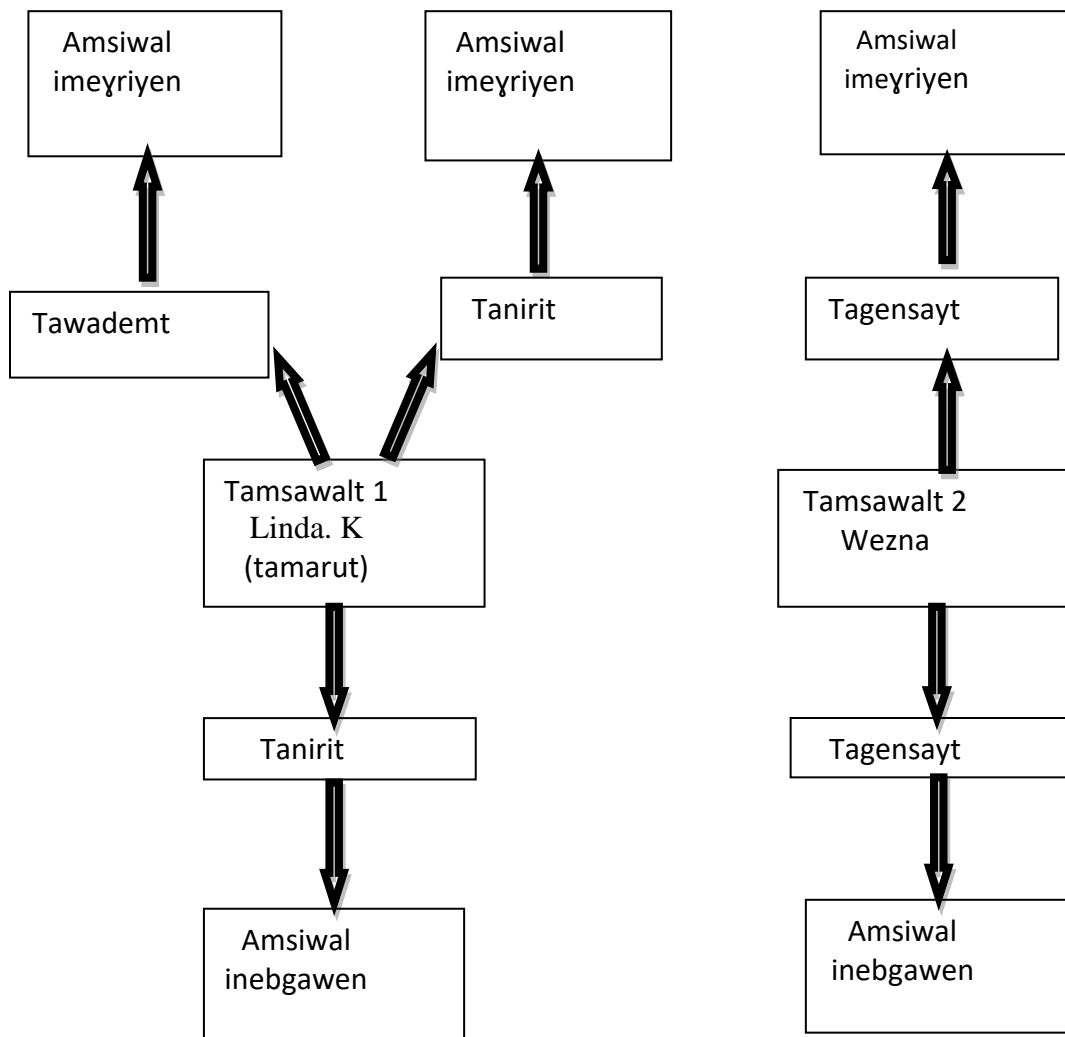 Amsiwal
imeɣriyen
Amsiwal
imeɣriyen
Amsiwal
imeɣriyen
Tawademt
Tanirit
Tagensayt
Tamsawalt 1
Linda. K
(tamarut)
Tamsawalt 2
Wezna
Tanirit
Tagensayt
Amsiwal
inebgawen
Amsiwal
inebgawen